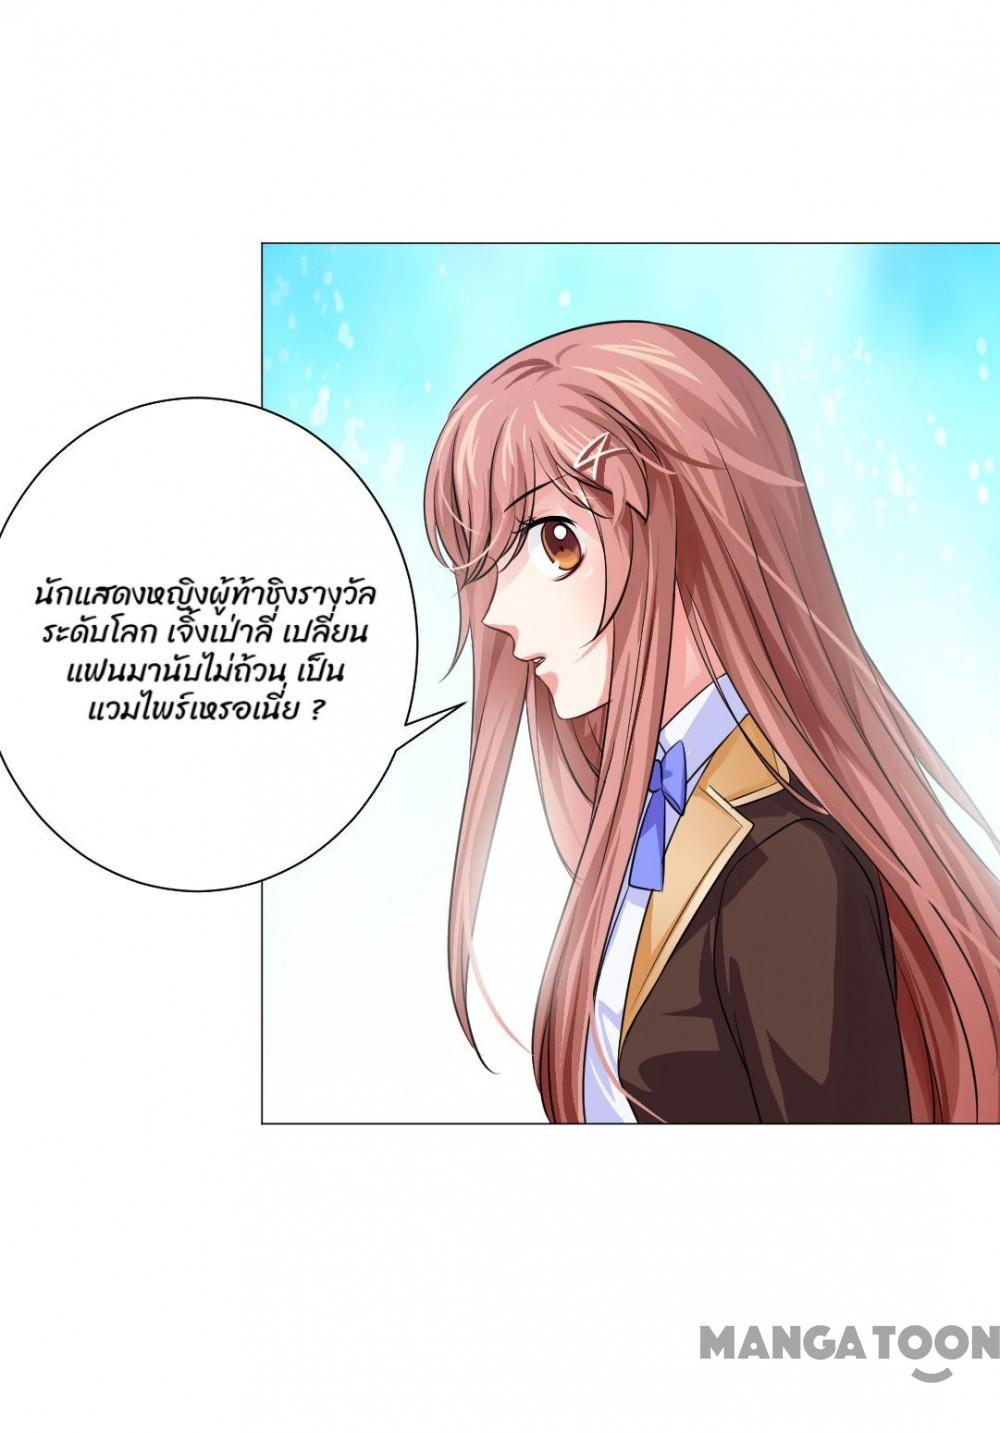 นักแสดงหญิงผู้ท้าชิงรางวัล
ระดับโลก เจิ้งเป่าลี่ เปลี่ยน
แฟนมานับไม่ถ้วน เป็น
แวมไพร์เหรอเนี่ย ?
MANGATOON